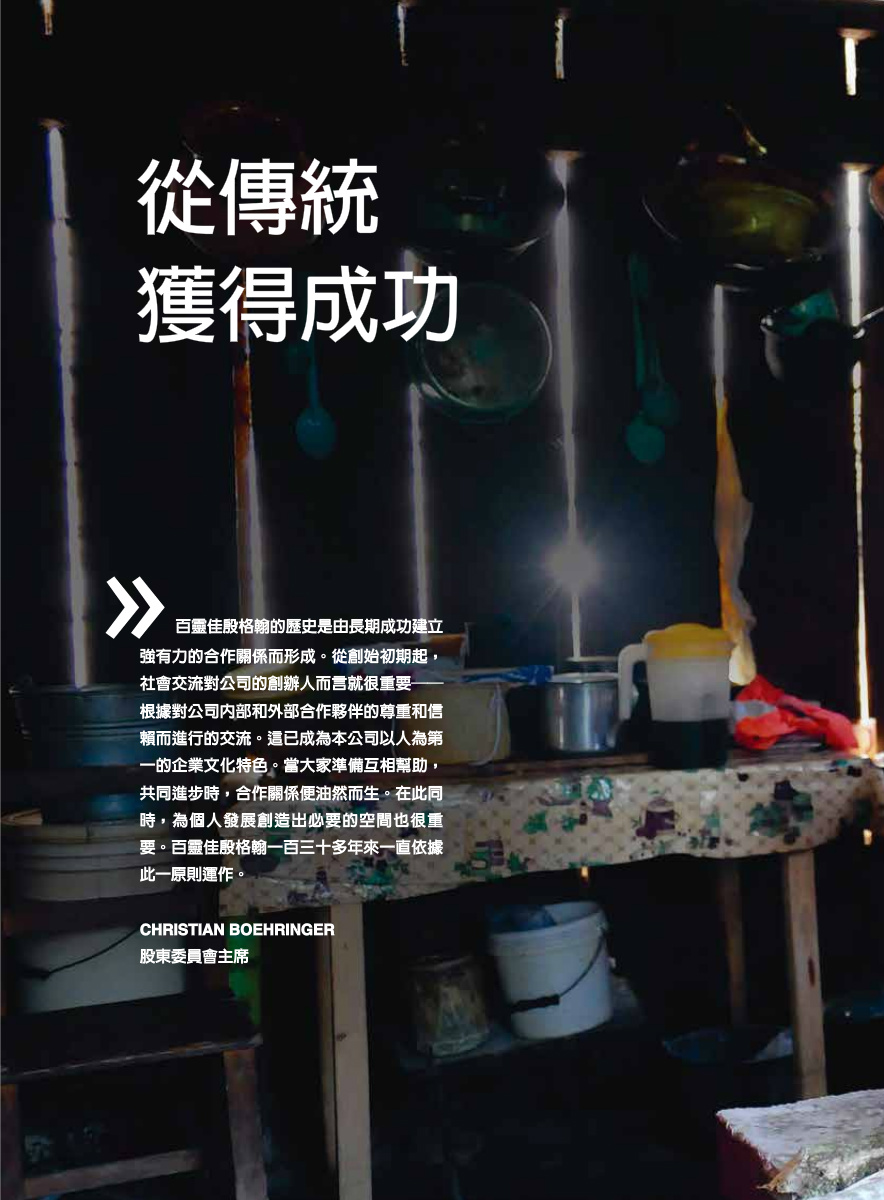 從傳統
獲得成功
» 百靈佳殷格翰的歷史是由長期成功建立
強有力的合作關係而形成。從創始初期起，
社會交流對公司的創辦人而言就很重要——
根據對公司內部和外部合作夥伴的尊重和信
賴而進行的交流。這已成為本公司以人為第
一的企業文化特色。當大家準備互相幫助，
共同進步時，合作關係便油然而生。在此同
時，為個人發展創造出必要的空間也很重
要。百靈佳殷格翰一百三十多年來一直依據
此一原則運作。
CHRISTIAN BOEHRINGER
股東委員會主席